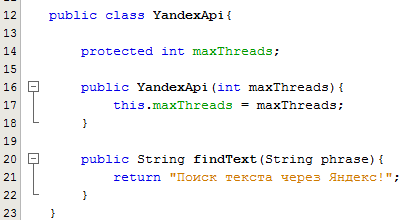 12 public class YandexApi{
13
14 protected int maxThreads;
15
16 public YandexApi(int maxThreads){
17 this.maxThreads = maxThreads;
18 }
19
20 public String findText(String phrase){
21 return "Поиск текста через Яндекс!";
22 }
23 }